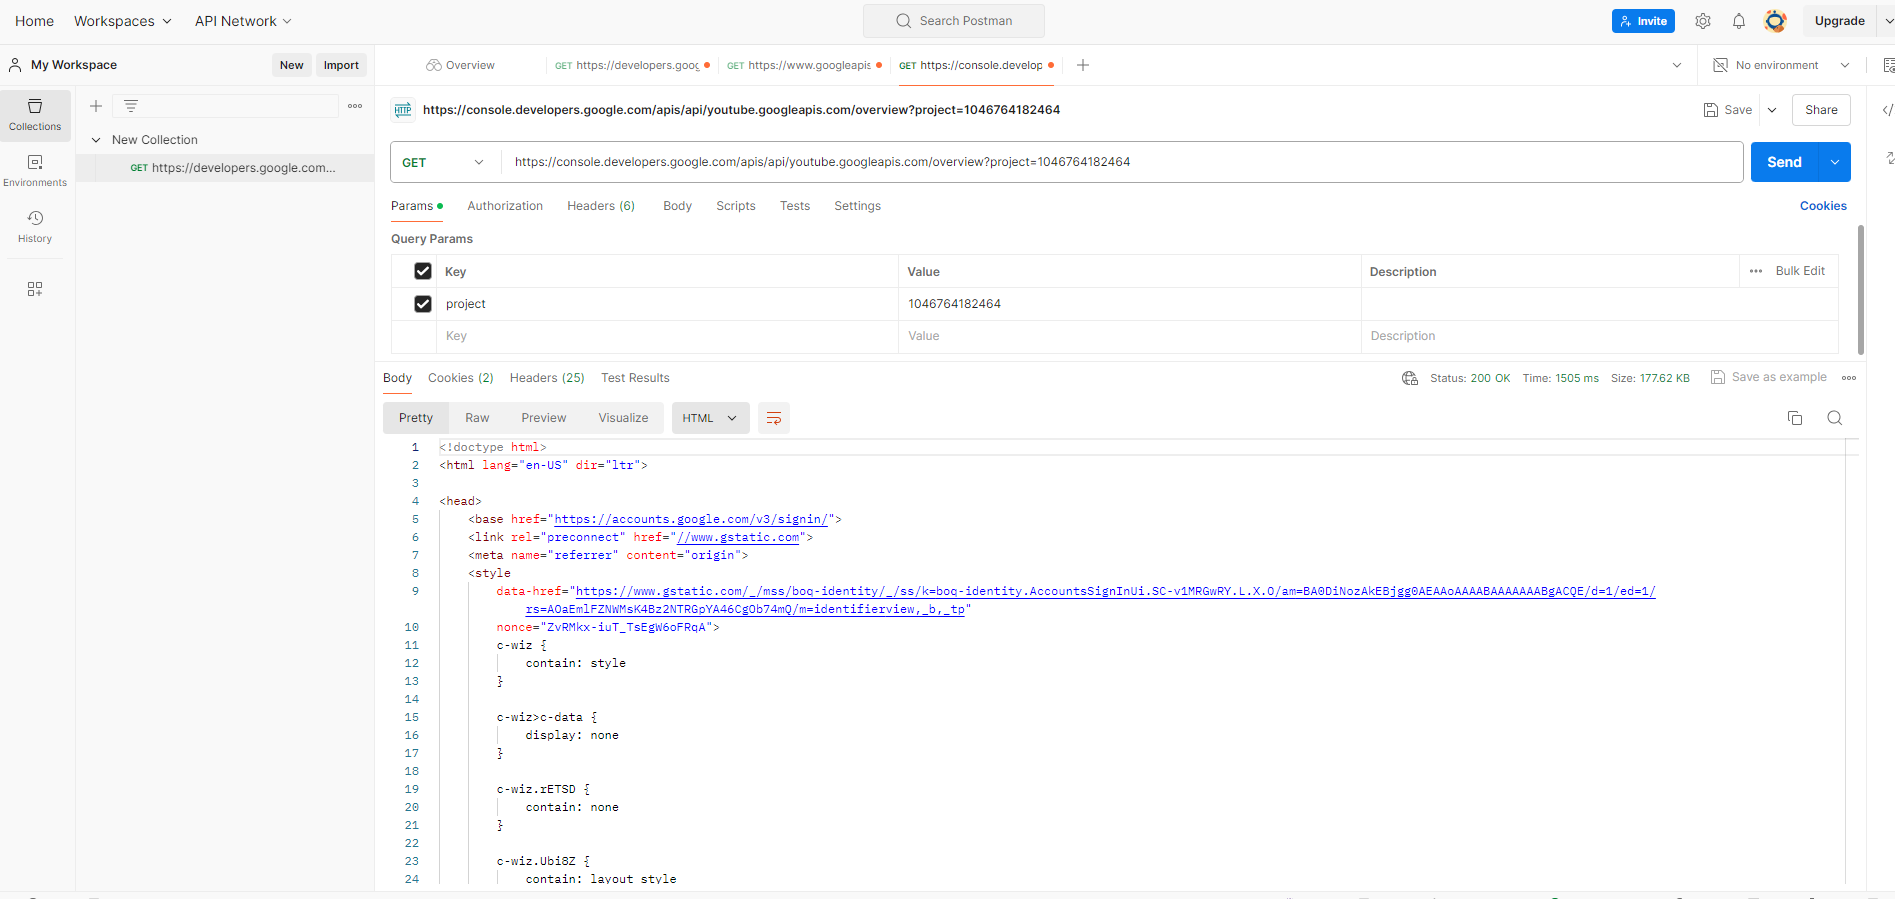 Home Workspaces API Network Search Postman Invite Upgrade
My Workspace New Import Overview GET https://developers.goog GET https://www.googleapis GET https://console.develop No environment
Collections
Environments
History
New Collection
GET https://developers.google.com...
HTTP https://console.developers.google.com/apis/api/youtube.googleapis.com/overview?project=1046764182464 Save Share
GET https://console.developers.google.com/apis/api/youtube.googleapis.com/overview?project=1046764182464 Send
Params Authorization Headers (6) Body Scripts Tests Settings Cookies
Query Params
Key Value Description Bulk Edit
project 1046764182464
Key Value Description
Body Cookies (2) Headers (25) Test Results Status: 200 OK Time: 1505 ms Size: 177.62 KB Save as example
Pretty Raw Preview Visualize HTML
1 <!doctype html>
2 <html lang="en-US" dir="ltr">
3
4 <head>
5 <base href="https://accounts.google.com/v3/signin/">
6 <link rel="preconnect" href="//www.gstatic.com">
7 <meta name="referrer" content="origin">
8 <style
9 data-href="https://www.gstatic.com/_/mss/boq-identity/_/ss/k=boq-identity.AccountsSignInUi.SC-v1MRGwRY.L.X.O/am=BA0DiNozAkEBjgg0AEAAoAAAABAAAAAAABgACQE/d=1/ed=1/
rs=AOaEmlFZNWMsK4Bz2NTRGpYA46CgOb74mQ/m=identifierview,_b,_tp"
10 nonce="ZvRMkx-iuT_TsEgW6oFRqA">
11 c-wiz {
12 contain: style
13 }
14
15 c-wiz>c-data {
16 display: none
17 }
18
19 c-wiz.rETSD {
20 contain: none
21 }
22
23 c-wiz.Ubi8Z {
24 contain: layout style